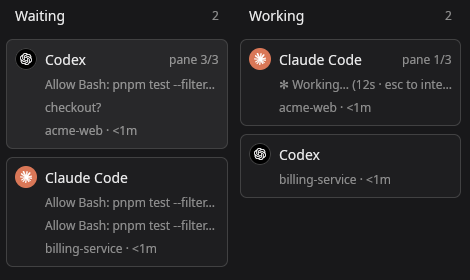 Waiting 2
Codex pane 3/3
Allow Bash: pnpm test --filter...
checkout?
acme-web · <1m
Claude Code
Allow Bash: pnpm test --filter...
Allow Bash: pnpm test --filter...
billing-service · <1m
Working 2
Claude Code pane 1/3
✻ Working... (12s · esc to inte...
acme-web · <1m
Codex
billing-service · <1m